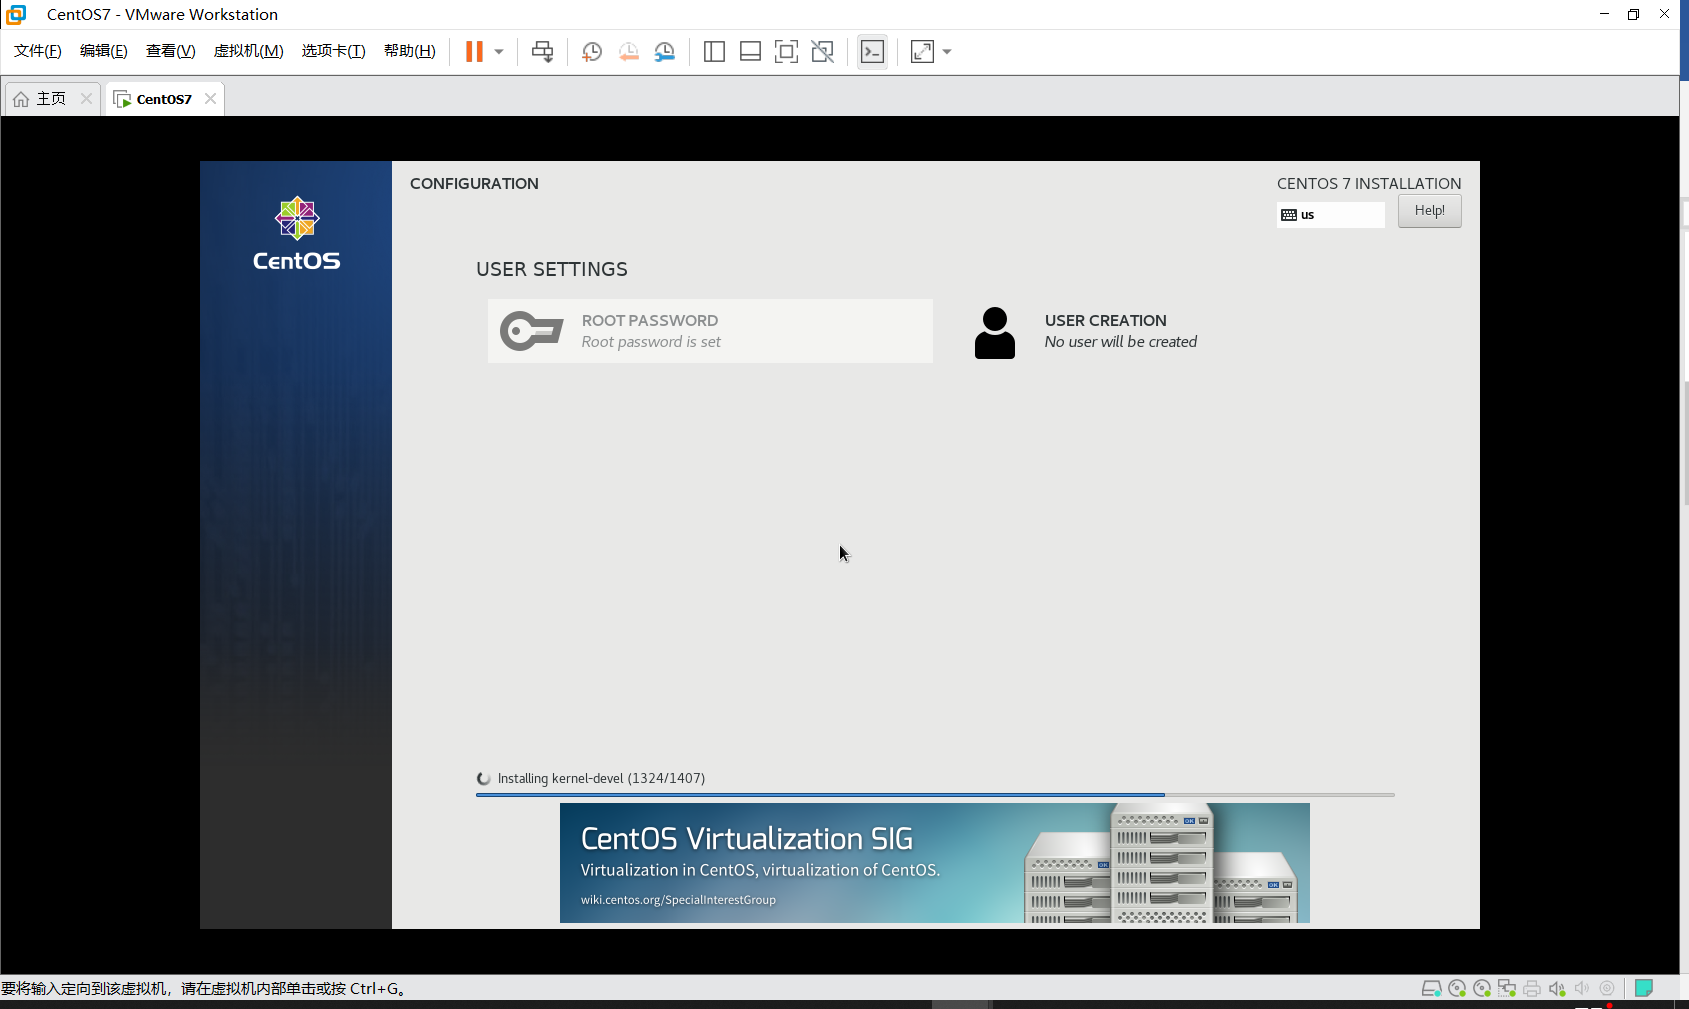 CentOS7 - VMware Workstation
文件(F) 编辑(E) 查看(V) 虚拟机(M) 选项卡(T) 帮助(H)
主页 CentOS7
CentOS
CONFIGURATION
CENTOS 7 INSTALLATION
us
Help!
USER SETTINGS
ROOT PASSWORD
Root password is set
USER CREATION
No user will be created
Installing kernel-devel (1324/1407)
CentOS Virtualization SIG
Virtualization in CentOS, virtualization of CentOS.
wiki.centos.org/SpecialInterestGroup
要将输入定向到该虚拟机，请在虚拟机内部单击或按 Ctrl+G。